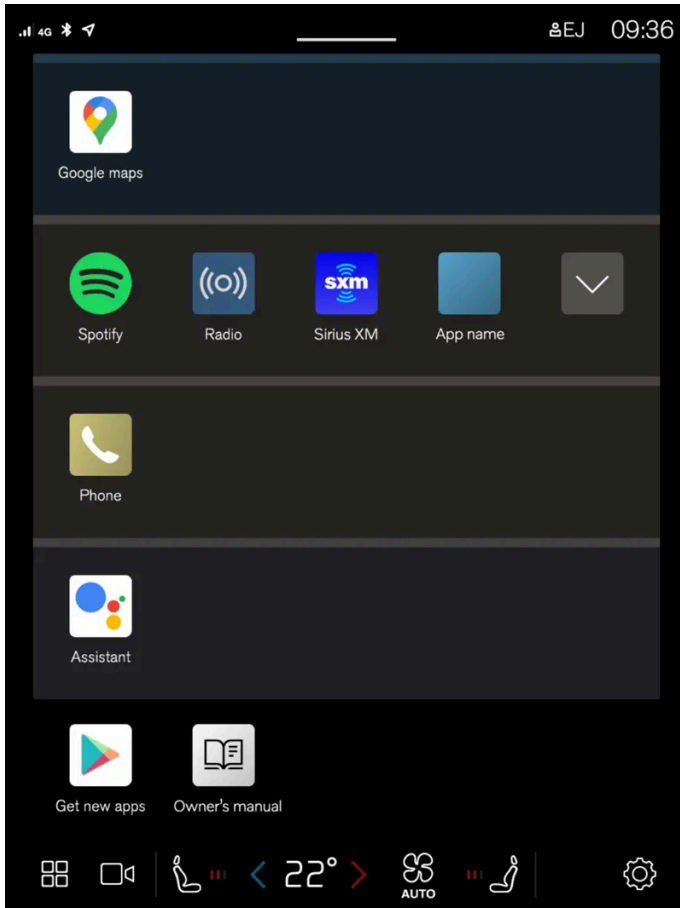 4G EJ 09:36
Google maps
sxm
Spotify Radio Sirius XM App name
Phone
Assistant
Get new apps Owner's manual
22°
AUTO